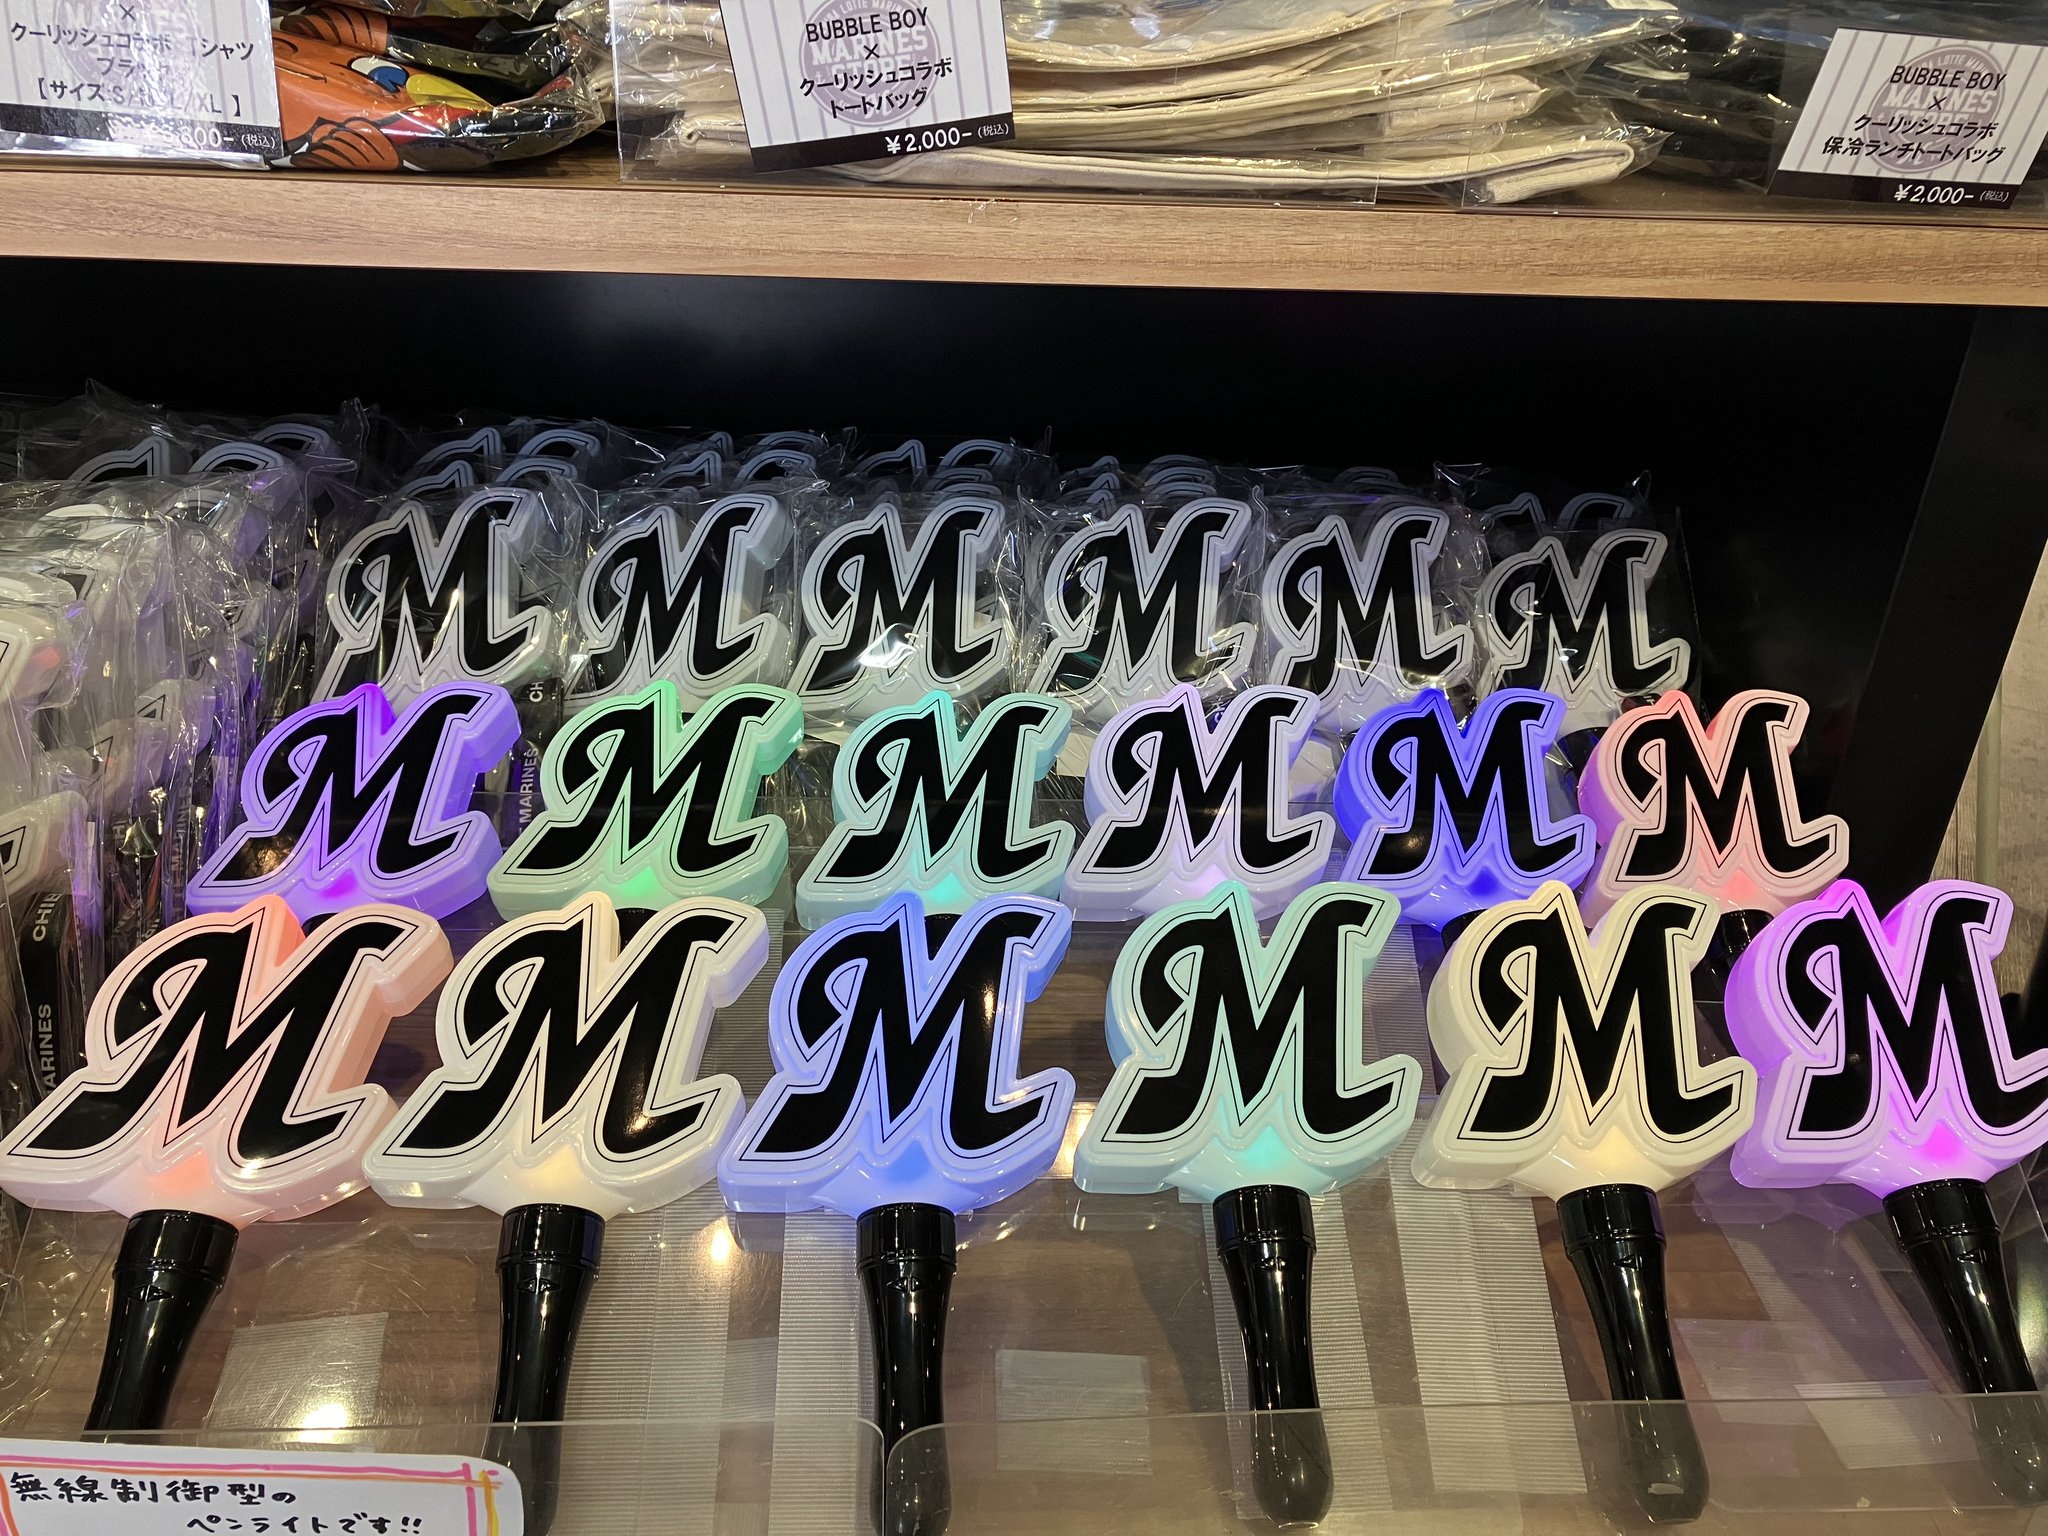 ×
クーリッシュコラボ Tシャツ
【サイズ:S/M/L/XL】
(税込)
BUBBLE BOY
×
クーリッシュコラボ
トートバッグ
¥2,000-(税込)
BUBBLE BOY
×
クーリッシュコラボ
保冷ランチトートバッグ
¥2,000-(税込)
M M M M M M
M M M M M M
M M M M M M
MARINES
CHIB
MARINES
ARINES
無線制御型の
ペンライトです!!